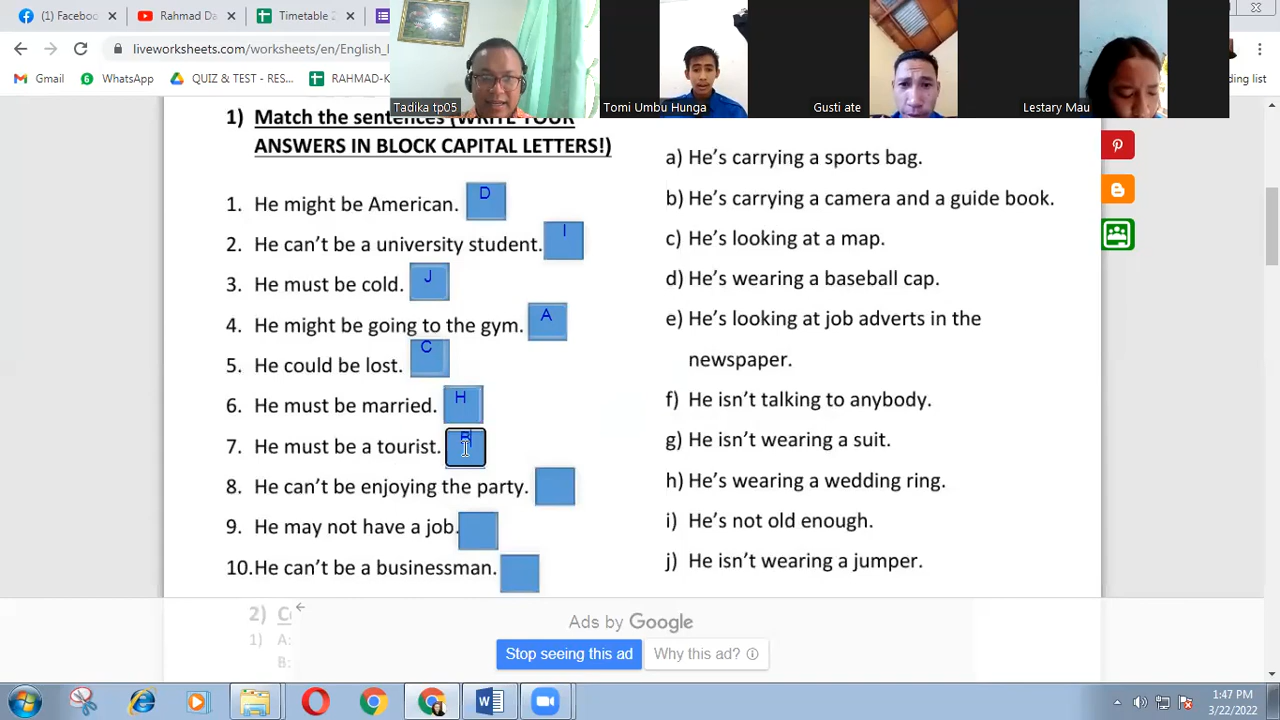 (1) Facebo
Rahmad Da
Timetable
liveworksheets.com/worksheets/en/English_
Gmail
6
WhatsApp
QUIZ & TEST - RES...
RAHMAD-K
ding list
Tadika tp05
Tomi Umbu Hunga
Gusti ate
Lestary Mau
1) Match the sentences (WRITE YOUR
ANSWERS IN BLOCK CAPITAL LETTERS!)
1. He might be American. D
2. He can't be a university student. I
3. He must be cold. J
4. He might be going to the gym. A
5. He could be lost. C
6. He must be married. H
7. He must be a tourist.
8. He can't be enjoying the party.
9. He may not have a job.
10. He can't be a businessman.
a) He's carrying a sports bag.
b) He's carrying a camera and a guide book.
c) He's looking at a map.
d) He's wearing a baseball cap.
e) He's looking at job adverts in the
newspaper.
f) He isn't talking to anybody.
g) He isn't wearing a suit.
h) He's wearing a wedding ring.
i) He's not old enough.
j) He isn't wearing a jumper.
2)
1) A:
B:
Ads by Google
Stop seeing this ad
Why this ad?
1:47 PM
3/22/2022